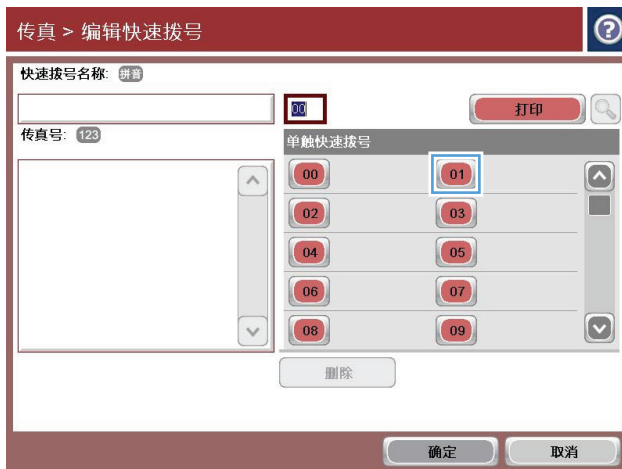 传真 > 编辑快速拨号
?
快速拨号名称: 拼音
00
打印
传真号: 123
单触快速拨号
00 01
02 03
04 05
06 07
08 09
删除
确定 取消